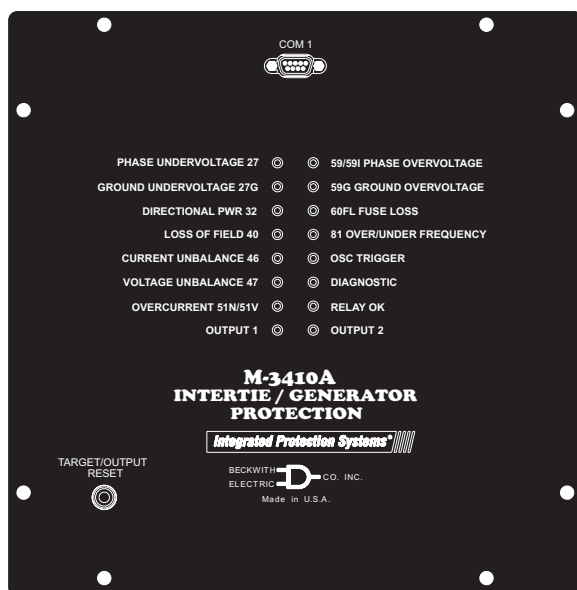 COM 1
PHASE UNDERVOLTAGE 27
59/59I PHASE OVERVOLTAGE
GROUND UNDERVOLTAGE 27G
59G GROUND OVERVOLTAGE
DIRECTIONAL PWR 32
60FL FUSE LOSS
LOSS OF FIELD 40
81 OVER/UNDER FREQUENCY
CURRENT UNBALANCE 46
OSC TRIGGER
VOLTAGE UNBALANCE 47
DIAGNOSTIC
OVERCURRENT 51N/51V
RELAY OK
OUTPUT 1
OUTPUT 2
M-3410A
INTERTIE / GENERATOR
PROTECTION
Integrated Protection Systems®
TARGET/OUTPUT
RESET
BECKWITH
ELECTRIC
CO. INC.
Made in U.S.A.